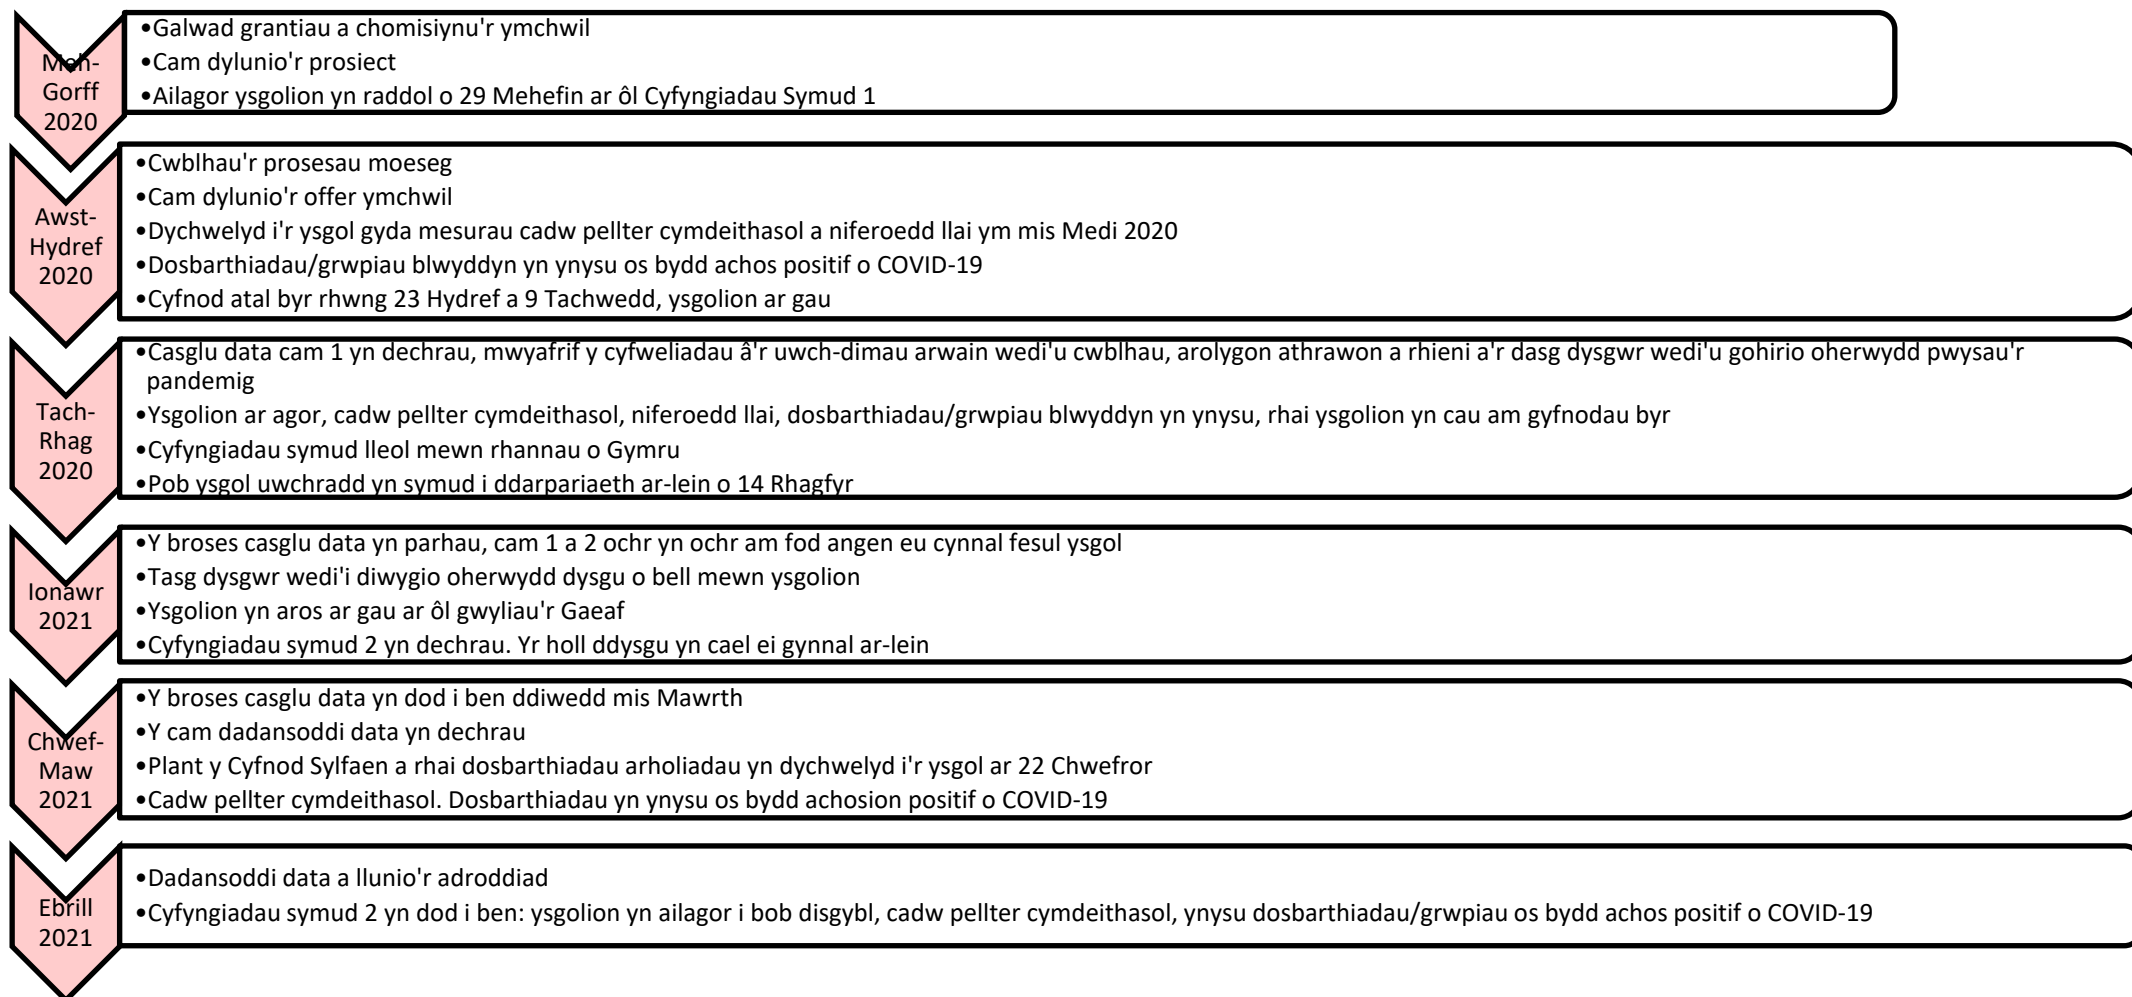 Meh-
Gorff
2020
•Galwad grantiau a chomisiynu'r ymchwil
•Cam dylunio'r prosiect
•Ailagor ysgolion yn raddol o 29 Mehefin ar ôl Cyfyngiadau Symud 1
Awst-
Hydref
2020
•Cwblhau'r prosesau moeseg
•Cam dylunio'r offer ymchwil
•Dychwelyd i'r ysgol gyda mesurau cadw pellter cymdeithasol a niferoedd llai ym mis Medi 2020
•Dosbarthiadau/grwpiau blwyddyn yn ynysu os bydd achos positif o COVID-19
•Cyfnod atal byr rhwng 23 Hydref a 9 Tachwedd, ysgolion ar gau
Tach-
Rhag
2020
•Casglu data cam 1 yn dechrau, mwyafrif y cyfweliadau â'r uwch-dimau arwain wedi'u cwblhau, arolygon athrawon a rhieni a'r dasg dysgwr wedi'u gohirio oherwydd pwysau'r
pandemig
•Ysgolion ar agor, cadw pellter cymdeithasol, niferoedd llai, dosbarthiadau/grwpiau blwyddyn yn ynysu, rhai ysgolion yn cau am gyfnodau byr
•Cyfyngiadau symud lleol mewn rhannau o Gymru
•Pob ysgol uwchradd yn symud i ddarpariaeth ar-lein o 14 Rhagfyr
Ionawr
2021
•Y broses casglu data yn parhau, cam 1 a 2 ochr yn ochr am fod angen eu cynnal fesul ysgol
•Tasg dysgwr wedi'i diwygio oherwydd dysgu o bell mewn ysgolion
•Ysgolion yn aros ar gau ar ôl gwyliau'r Gaeaf
•Cyfyngiadau symud 2 yn dechrau. Yr holl ddysgu yn cael ei gynnal ar-lein
Chwef-
Maw
2021
•Y broses casglu data yn dod i ben ddiwedd mis Mawrth
•Y cam dadansoddi data yn dechrau
•Plant y Cyfnod Sylfaen a rhai dosbarthiadau arholiadau yn dychwelyd i'r ysgol ar 22 Chwefror
•Cadw pellter cymdeithasol. Dosbarthiadau yn ynysu os bydd achosion positif o COVID-19
Ebrill
2021
•Dadansoddi data a llunio'r adroddiad
•Cyfyngiadau symud 2 yn dod i ben: ysgolion yn ailagor i bob disgybl, cadw pellter cymdeithasol, ynysu dosbarthiadau/grwpiau os bydd achos positif o COVID-19